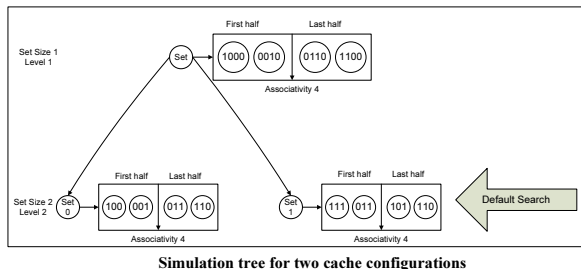 First half Last half
Set Size 1
Level 1
Set
1000 0010 0110 1100
Associativity 4
First half Last half
First half Last half
Set Size 2
Level 2
Set
0
100 001 011 110
Set
1
111 011 101 110
Default Search
Associativity 4
Associativity 4
Simulation tree for two cache configurations